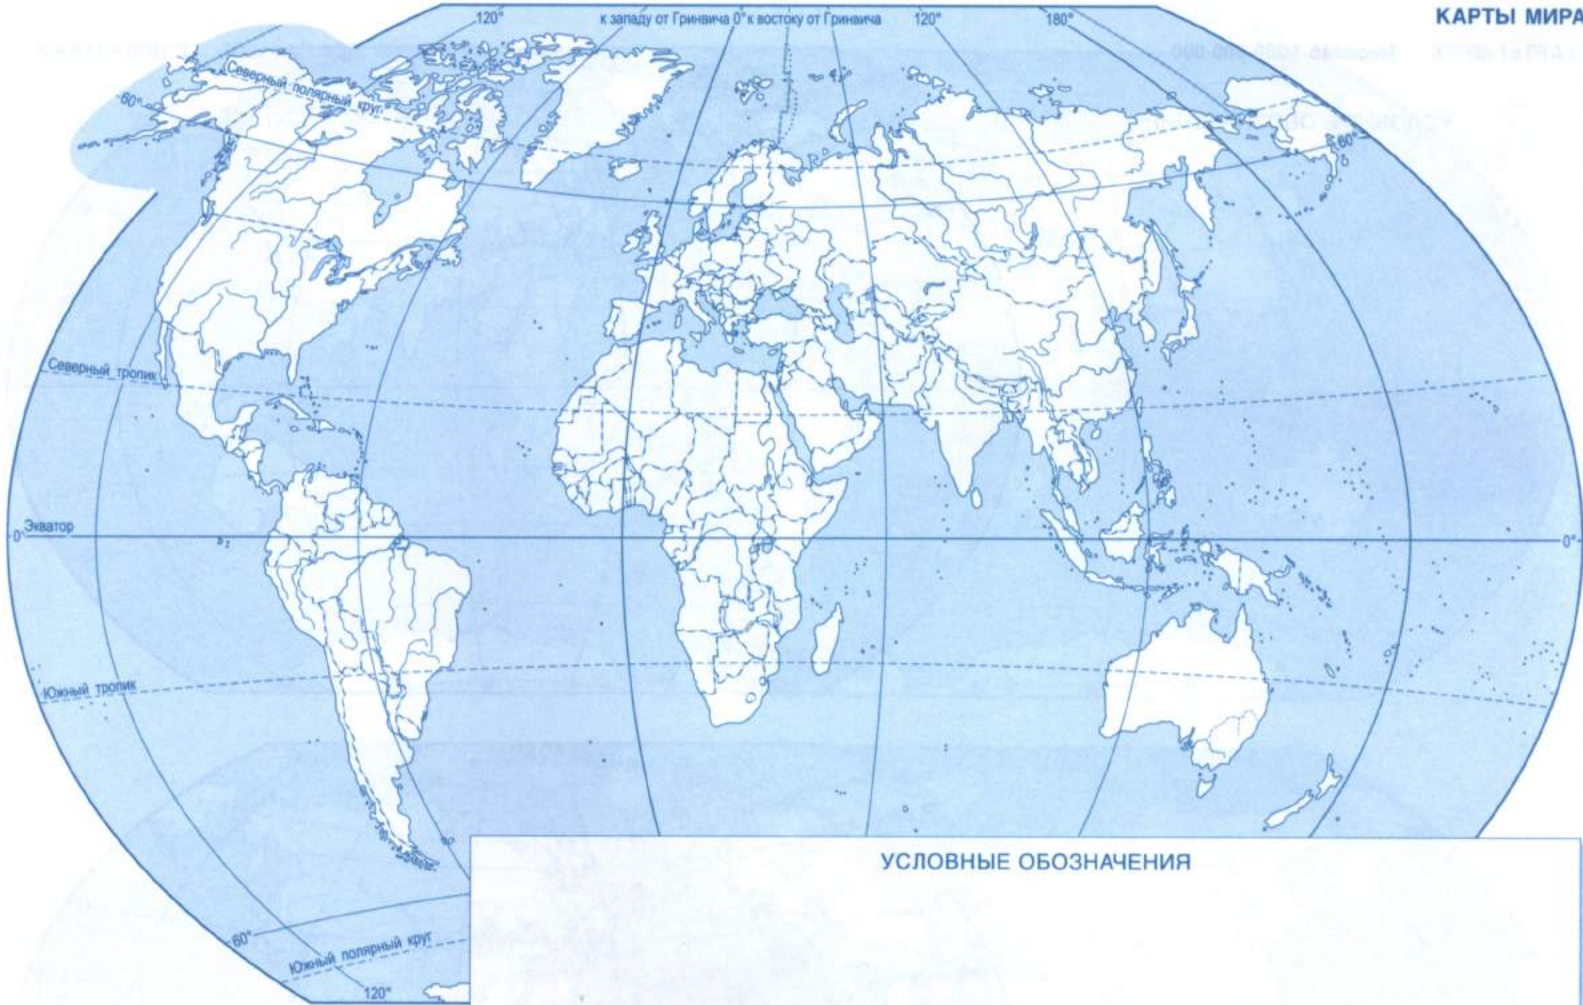 КАРТЫ МИРА
120° к западу от Гринвича 0° к востоку от Гринвича 120° 180°
Северный полярный круг
60°
60°
Северный тропик
0° Экватор
0°
Южный тропик
УСЛОВНЫЕ ОБОЗНАЧЕНИЯ
60°
Южный полярный круг
120°